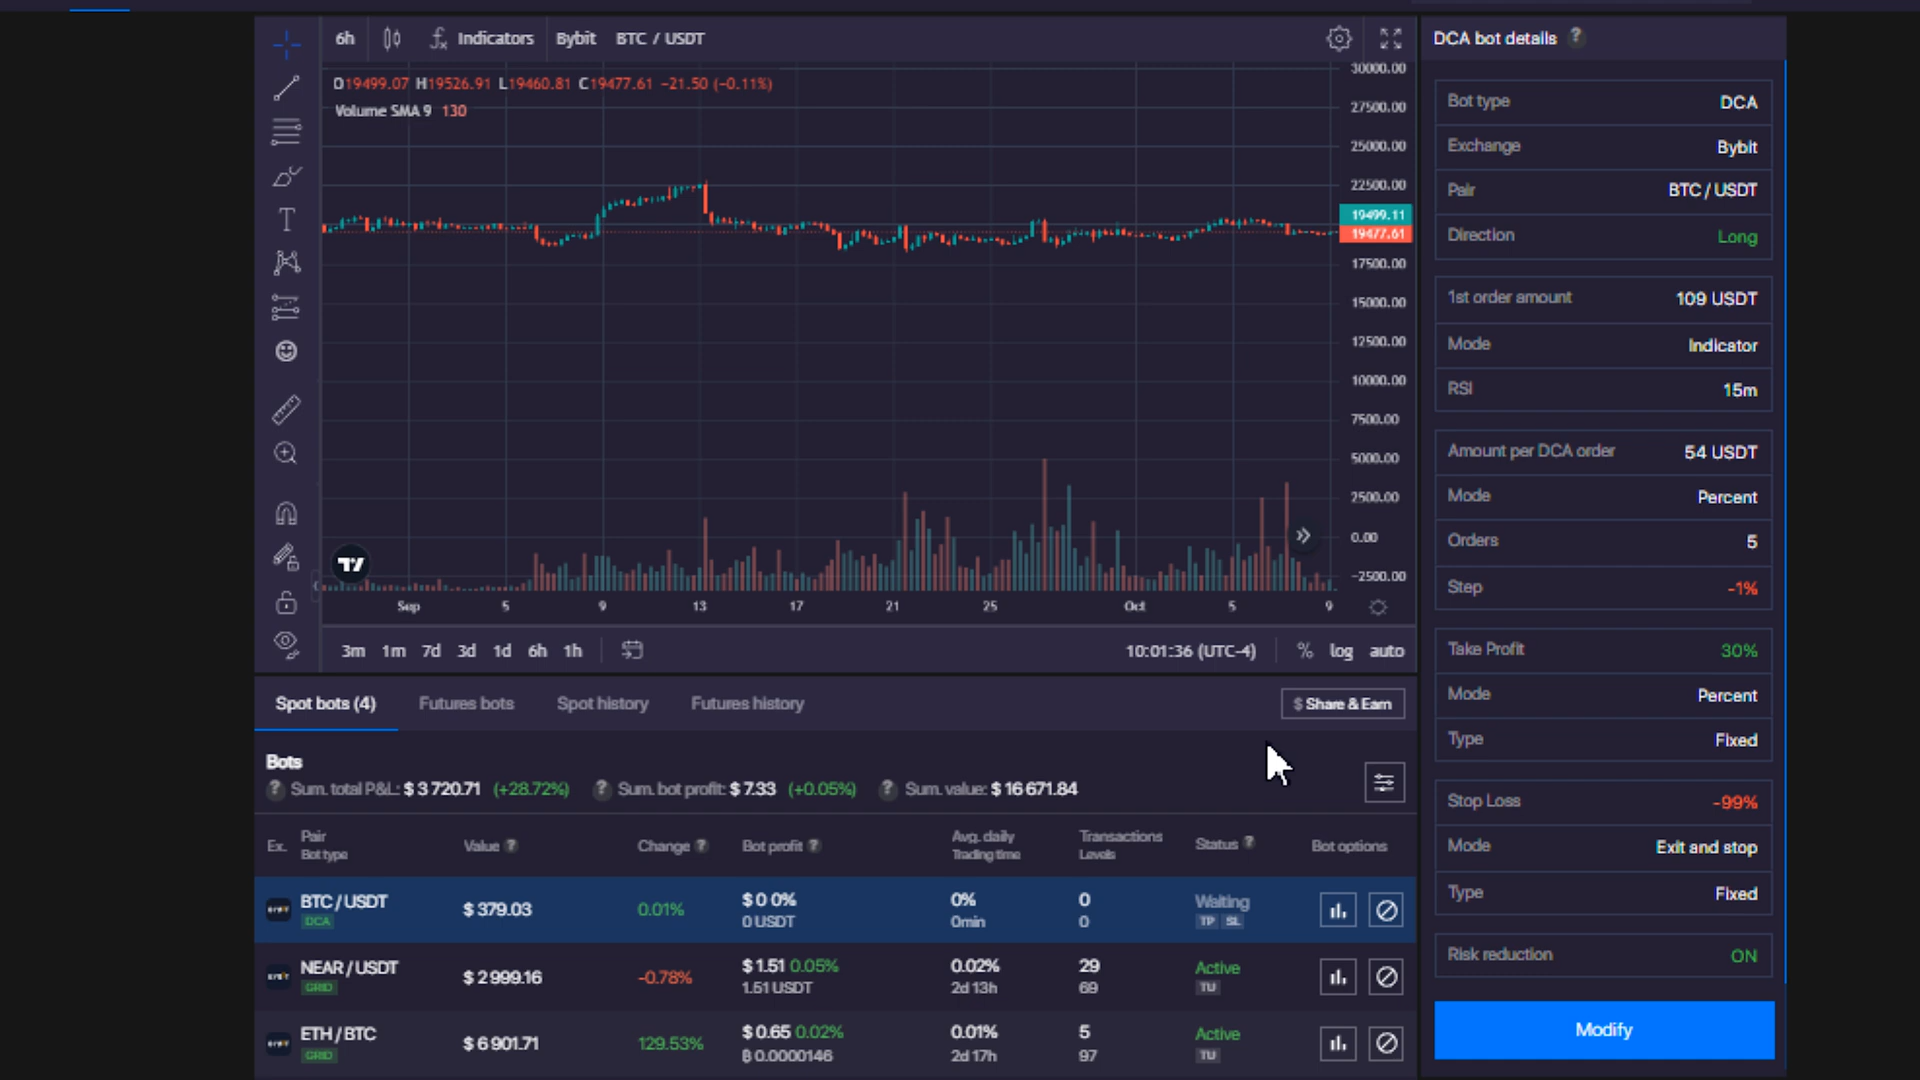 6h Indicators Bybit BTC / USDT
O19499.07 H19526.91 L19460.81 C19477.61 −21.50 (−0.11%)
Volume SMA 9 130
30000.00
27500.00
25000.00
22500.00
19499.11
19477.61
17500.00
15000.00
12500.00
10000.00
7500.00
5000.00
2500.00
0.00
−2500.00
Sep 5 9 13 17 21 25 Oct 5 9
3m 1m 7d 3d 1d 6h 1h 10:01:36 (UTC-4) % log auto
Spot bots (4) Futures bots Spot history Futures history $ Share & Earn
Bots
? Sum. total P&L: $ 3 720.71 (+28.72%) ? Sum. bot profit: $ 7.33 (+0.05%) ? Sum. value: $ 16 671.84
Ex. Pair Bot type Value ? Change ? Bot profit ? Avg. daily Trading time Transactions Levels Status ? Bot options
BTC / USDT $ 379.03 0.01% $ 0 0% 0% 0 Waiting
DCA 0 USDT 0min 0 TP SL
NEAR / USDT $ 2 999.16 -0.78% $ 1.51 0.05% 0.02% 29 Active
GRID 1.51 USDT 2d 13h 69 TU
ETH / BTC $ 6 901.71 129.53% $ 0.65 0.02% 0.01% 5 Active
GRID ₿ 0.0000146 2d 17h 97 TU
DCA bot details ?
Bot type DCA
Exchange Bybit
Pair BTC / USDT
Direction Long
1st order amount 109 USDT
Mode Indicator
RSI 15m
Amount per DCA order 54 USDT
Mode Percent
Orders 5
Step -1%
Take Profit 30%
Mode Percent
Type Fixed
Stop Loss -99%
Mode Exit and stop
Type Fixed
Risk reduction ON
Modify